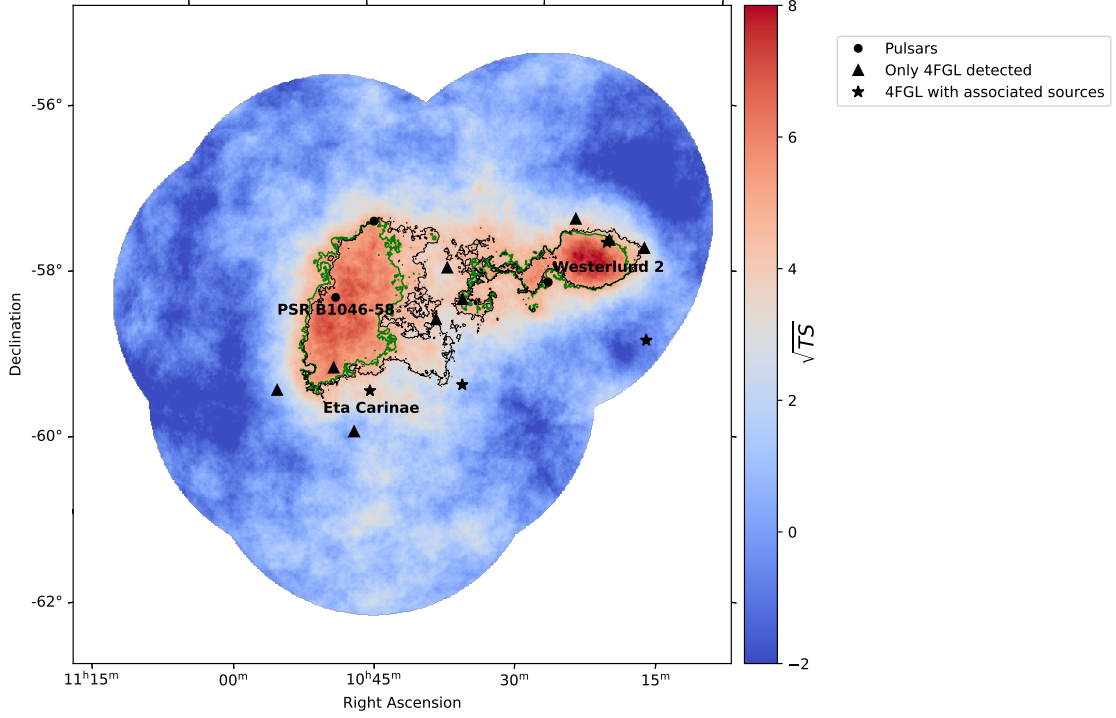 8
6
4
2
0
−2
√TS
Pulsars
Only 4FGL detected
4FGL with associated sources
-56°
-58°
-60°
-62°
Declination
Westerlund 2
PSR B1046-58
Eta Carinae
11ʰ15ᵐ 00ᵐ 10ʰ45ᵐ 30ᵐ 15ᵐ
Right Ascension